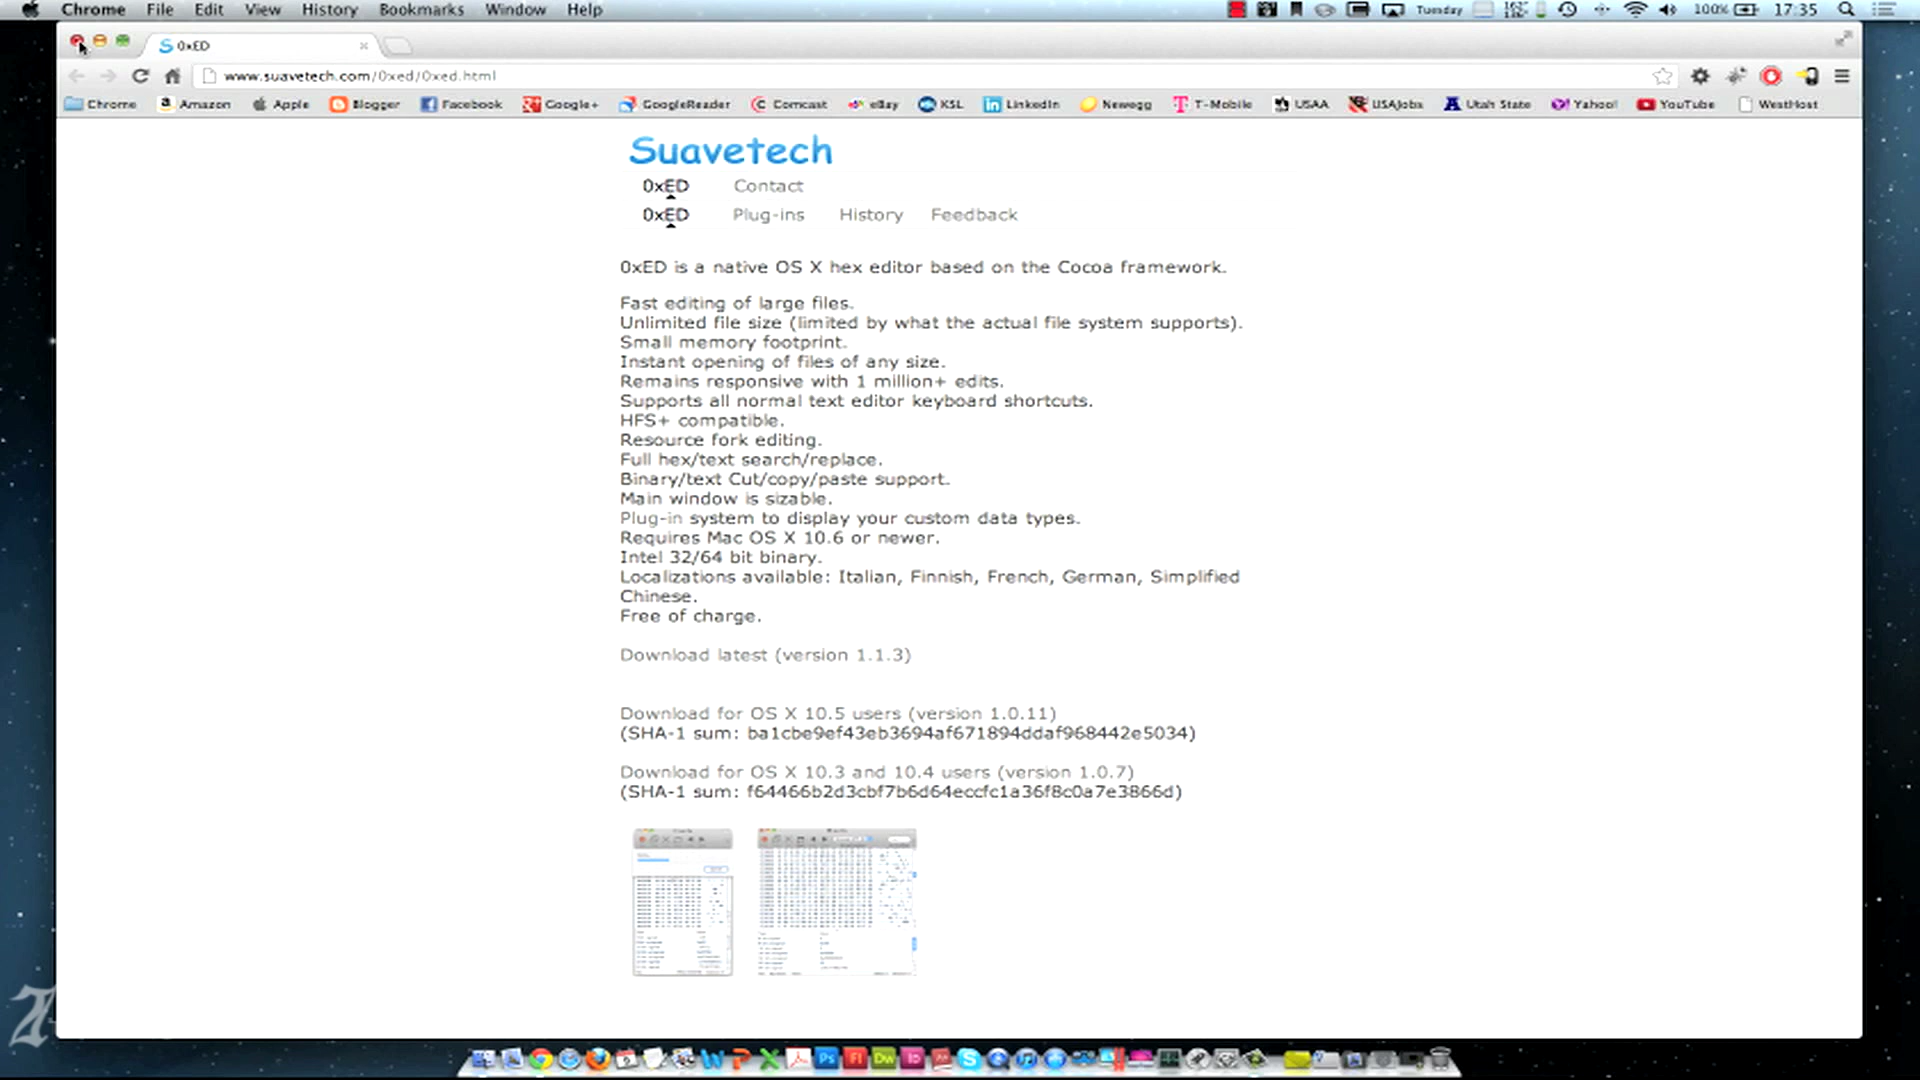 Chrome File Edit View History Bookmarks Window Help
Tuesday 100% 17:35
0xED
www.suavetech.com/0xed/0xed.html
Chrome Amazon Apple Blogger Facebook Google+ GoogleReader Comcast eBay KSL LinkedIn Newegg T-Mobile USAA USAJobs Utah State Yahoo! YouTube WestHost
Suavetech
0xED Contact
0xED Plug-ins History Feedback
0xED is a native OS X hex editor based on the Cocoa framework.
Fast editing of large files.
Unlimited file size (limited by what the actual file system supports).
Small memory footprint.
Instant opening of files of any size.
Remains responsive with 1 million+ edits.
Supports all normal text editor keyboard shortcuts.
HFS+ compatible.
Resource fork editing.
Full hex/text search/replace.
Binary/text Cut/copy/paste support.
Main window is sizable.
Plug-in system to display your custom data types.
Requires Mac OS X 10.6 or newer.
Intel 32/64 bit binary.
Localizations available: Italian, Finnish, French, German, Simplified
Chinese.
Free of charge.
Download latest (version 1.1.3)
Download for OS X 10.5 users (version 1.0.11)
(SHA-1 sum: ba1cbe9ef43eb3694af671894ddaf968442e5034)
Download for OS X 10.3 and 10.4 users (version 1.0.7)
(SHA-1 sum: f64466b2d3cbf7b6d64eccfc1a36f8c0a7e3866d)